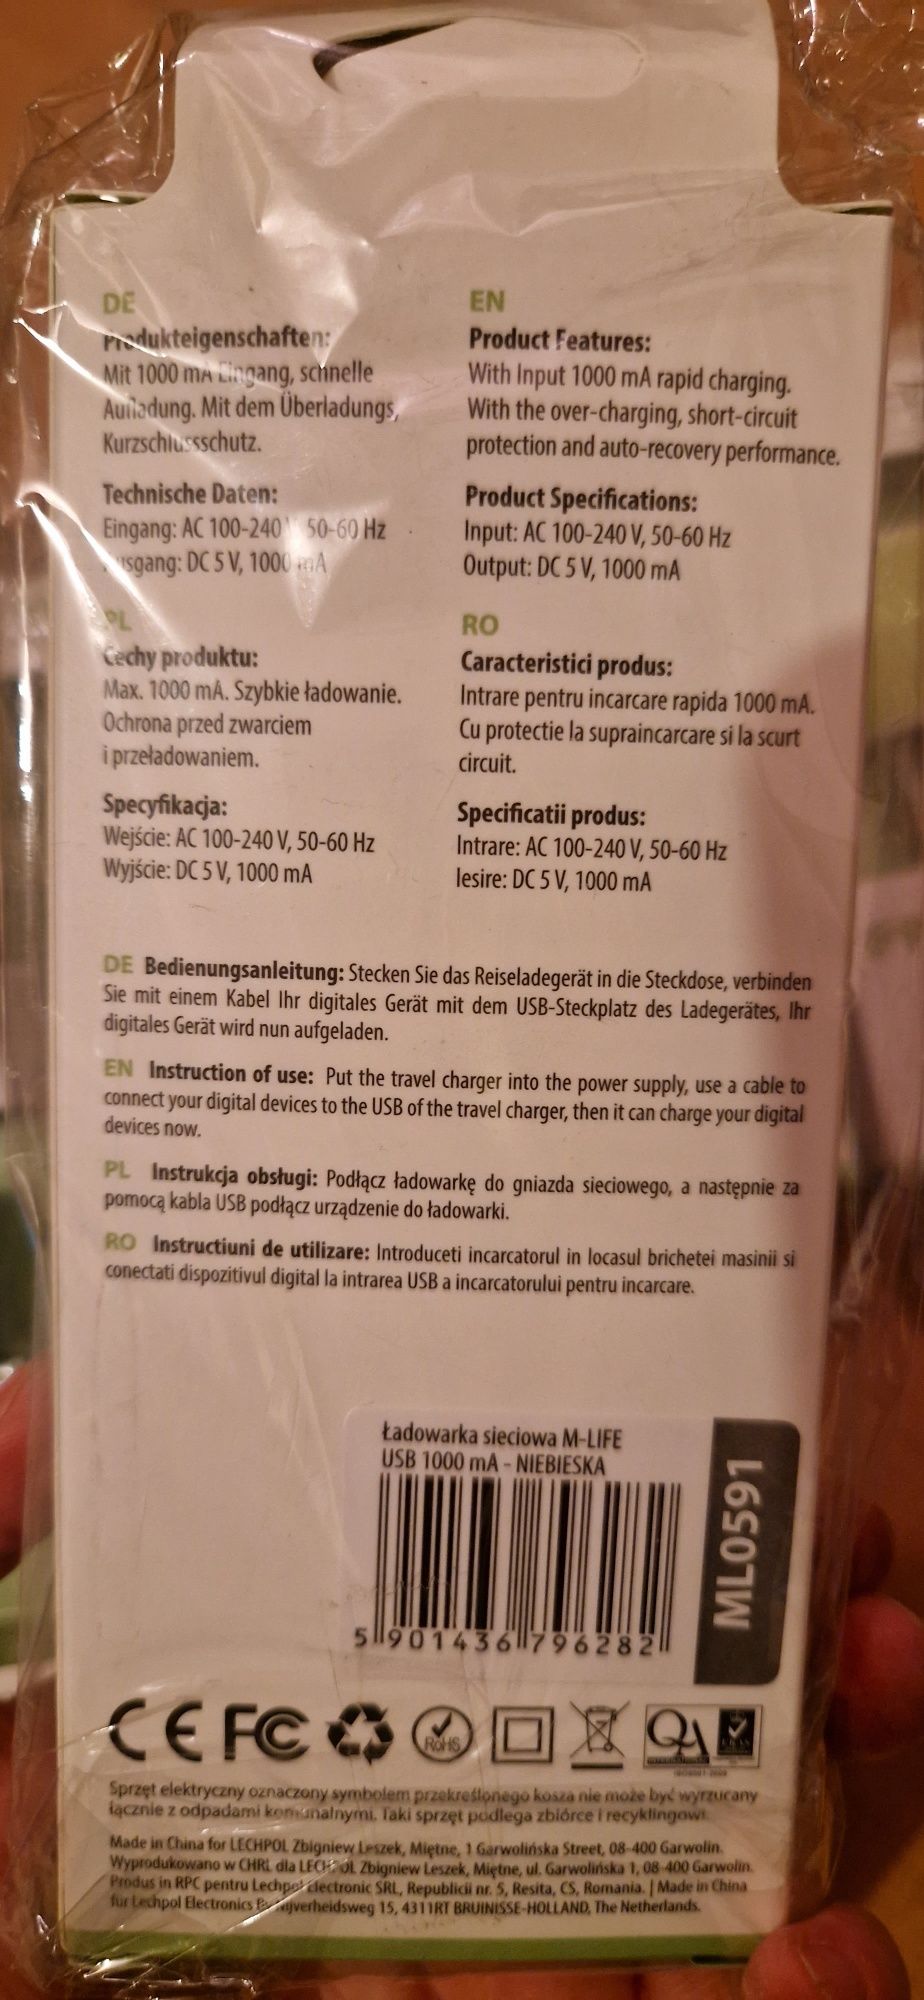 DE
Produkteigenschaften:
Mit 1000 mA Eingang, schnelle
Aufladung. Mit dem Überladungs,
Kurzschlussschutz.
Technische Daten:
Eingang: AC 100-240 V, 50-60 Hz
Ausgang: DC 5 V, 1000 mA
EN
Product Features:
With Input 1000 mA rapid charging.
With the over-charging, short-circuit
protection and auto-recovery performance.
Product Specifications:
Input: AC 100-240 V, 50-60 Hz
Output: DC 5 V, 1000 mA
PL
Cechy produktu:
Max. 1000 mA. Szybkie ładowanie.
Ochrona przed zwarciem
i przeładowaniem.
Specyfikacja:
Wejście: AC 100-240 V, 50-60 Hz
Wyjście: DC 5 V, 1000 mA
RO
Caracteristici produs:
Intrare pentru incarcare rapida 1000 mA.
Cu protectie la supraincarcare si la scurt
circuit.
Specificatii produs:
Intrare: AC 100-240 V, 50-60 Hz
Iesire: DC 5 V, 1000 mA
DE Bedienungsanleitung: Stecken Sie das Reiseladegerät in die Steckdose, verbinden
Sie mit einem Kabel Ihr digitales Gerät mit dem USB-Steckplatz des Ladegerätes, Ihr
digitales Gerät wird nun aufgeladen.
EN Instruction of use: Put the travel charger into the power supply, use a cable to
connect your digital devices to the USB of the travel charger, then it can charge your digital
devices now.
PL Instrukcja obsługi: Podłącz ładowarkę do gniazda sieciowego, a następnie za
pomocą kabla USB podłącz urządzenie do ładowarki.
RO Instructiuni de utilizare: Introduceti incarcatorul in locasul brichetei masinii si
conectati dispozitivul digital la intrarea USB a incarcatorului pentru incarcare.
Ładowarka sieciowa M-LIFE
USB 1000 mA - NIEBIESKA
ML0591
5 901436 796282
CE FC RoHS QA
Sprzęt elektryczny oznaczony symbolem przekreślonego kosza nie może być wyrzucany
łącznie z odpadami komunalnymi. Taki sprzęt podlega zbiórce i recyklingowi.
Made in China for LECHPOL Zbigniew Leszek, Miętne, 1 Garwolińska Street, 08-400 Garwolin.
Wyprodukowano w CHRL dla LECHPOL Zbigniew Leszek, Miętne, ul. Garwolińska 1, 08-400 Garwolin.
Produs in RPC pentru Lechpol Electronic SRL, Republicii nr. 5, Resita, CS, Romania. | Made in China
für Lechpol Electronics Nijverheidsweg 15, 4311RT BRUINISSE-HOLLAND, The Netherlands.